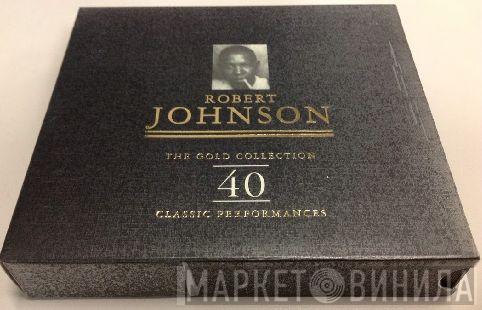 ROBERT
JOHNSON
THE GOLD COLLECTION
40
CLASSIC PERFORMANCES
МАРКЕТ ВИНИЛА